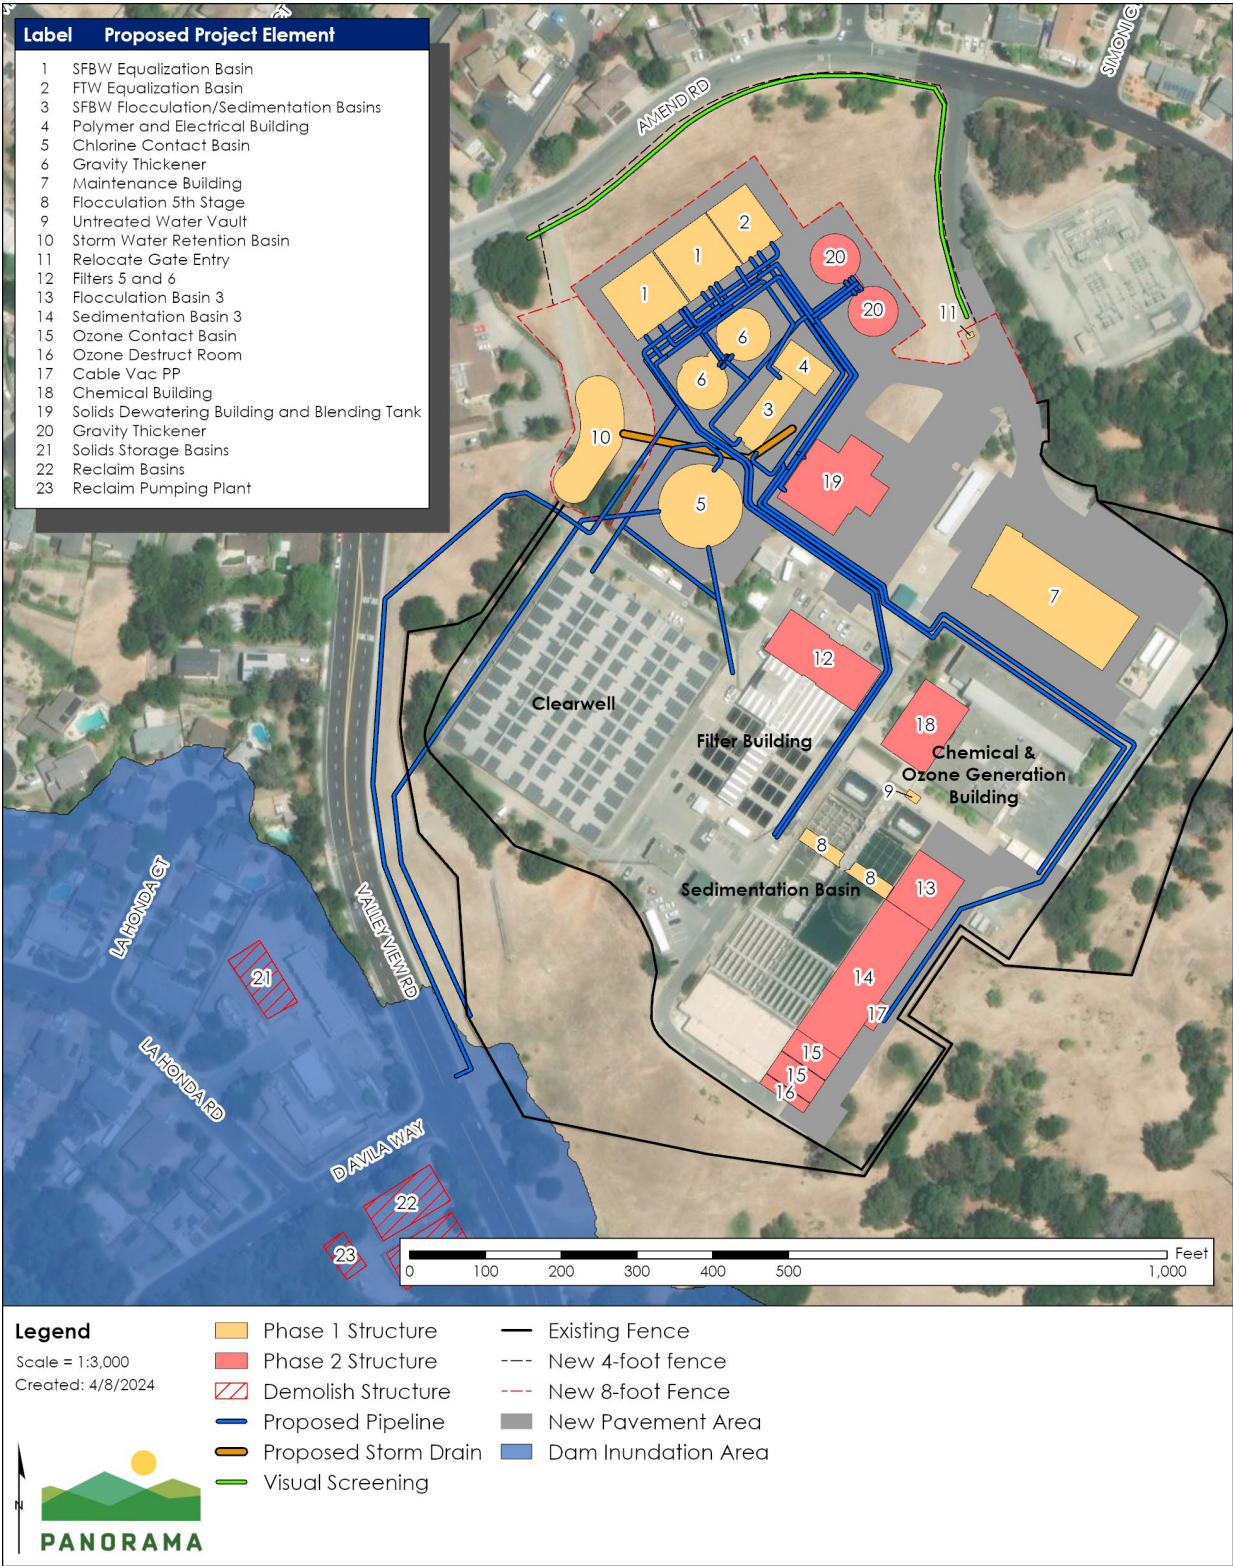 Label Proposed Project Element
1 SFBW Equalization Basin
2 FTW Equalization Basin
3 SFBW Flocculation/Sedimentation Basins
4 Polymer and Electrical Building
5 Chlorine Contact Basin
6 Gravity Thickener
7 Maintenance Building
8 Flocculation 5th Stage
9 Untreated Water Vault
10 Storm Water Retention Basin
11 Relocate Gate Entry
12 Filters 5 and 6
13 Flocculation Basin 3
14 Sedimentation Basin 3
15 Ozone Contact Basin
16 Ozone Destruct Room
17 Cable Vac PP
18 Chemical Building
19 Solids Dewatering Building and Blending Tank
20 Gravity Thickener
21 Solids Storage Basins
22 Reclaim Basins
23 Reclaim Pumping Plant
CT
SIMONI C
AMEND RD
2
1
20
1
20
11
6
4
6
3
10
19
5
7
12
Clearwell
18
Filter Building
Chemical &
Ozone Generation
Building
9
8
8
13
Sedimentation Basin
LA HONDA CT
VALLEY VIEW RD
21
14
17
LA HONDA RD
15
15
16
D AVILA WAY
22
23
Feet
0 100 200 300 400 500 1,000
Legend
Scale = 1:3,000
Created: 4/8/2024
N
PANORAMA
Phase 1 Structure
Phase 2 Structure
Demolish Structure
Proposed Pipeline
Proposed Storm Drain
Visual Screening
Existing Fence
New 4-foot fence
New 8-foot Fence
New Pavement Area
Dam Inundation Area